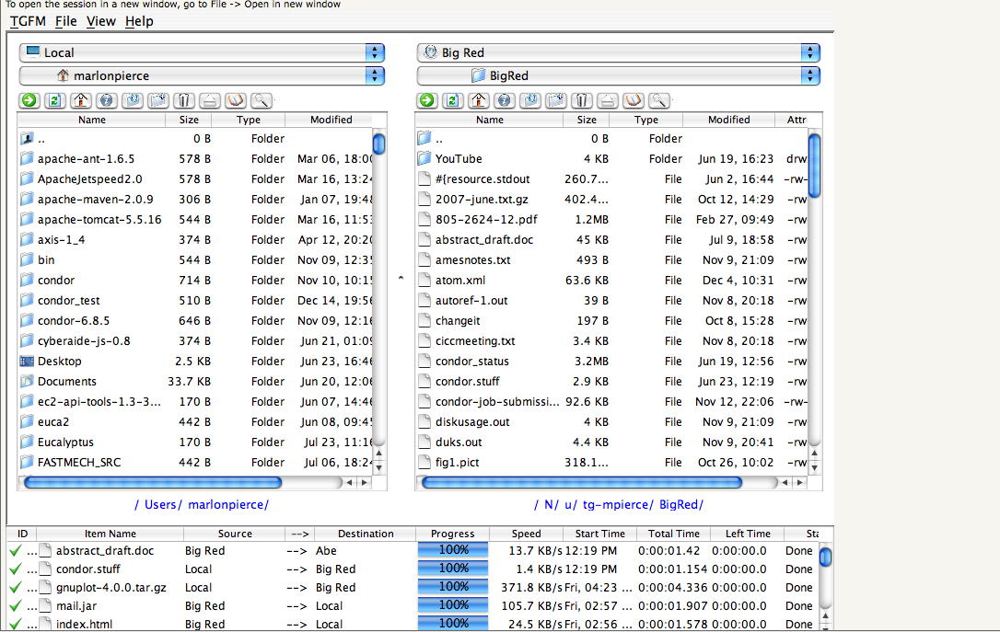 To open the session in a new window, go to File -> Open in new window
TGFM File View Help
Local
marlonpierce
Name Size Type Modified
.. 0 B Folder
apache-ant-1.6.5 578 B Folder Mar 06, 18:00
ApacheJetspeed2.0 578 B Folder Mar 16, 13:24
apache-maven-2.0.9 306 B Folder Jan 07, 19:48
apache-tomcat-5.5.16 544 B Folder Mar 16, 11:53
axis-1_4 374 B Folder Apr 12, 20:20
bin 544 B Folder Nov 09, 12:35
condor 714 B Folder Nov 10, 10:15
condor_test 510 B Folder Dec 14, 19:56
condor-6.8.5 646 B Folder Nov 09, 12:16
cyberaide-js-0.8 374 B Folder Jun 21, 01:09
Desktop 2.5 KB Folder Jun 23, 16:46
Documents 33.7 KB Folder Jun 20, 12:06
ec2-api-tools-1.3-3... 170 B Folder Jun 07, 14:46
euca2 442 B Folder Jun 08, 09:45
Eucalyptus 170 B Folder Jul 23, 11:16
FASTMECH_SRC 442 B Folder Jul 06, 18:24
/ Users/ marlonpierce/
Big Red
BigRed
Name Size Type Modified Attr
.. 0 B Folder
YouTube 4 KB Folder Jun 19, 16:23 drw
#{resource.stdout 260.7... File Jun 2, 16:44 -rw-
2007-june.txt.gz 402.4... File Oct 12, 14:29 -rw
805-2624-12.pdf 1.2MB File Feb 27, 09:49 -rw
abstract_draft.doc 45 KB File Jul 9, 18:58 -rw
amesnotes.txt 493 B File Nov 9, 21:09 -rw
atom.xml 63.6 KB File Dec 4, 10:31 -rw
autoref-1.out 39 B File Nov 8, 20:18 -rw
changeit 197 B File Oct 8, 15:28 -rw
ciccmeeting.txt 3.4 KB File Nov 8, 20:18 -rw
condor_status 3.2MB File Jun 19, 12:56 -rw
condor.stuff 2.9 KB File Jun 23, 12:19 -rw
condor-job-submissi... 92.6 KB File Nov 12, 22:06 -rw-
diskusage.out 4 KB File Nov 9, 21:09 -rw
duks.out 4.4 KB File Nov 9, 20:41 -rw
fig1.pict 318.1... File Oct 26, 10:02 -rw
/ N/ u/ tg-mpierce/ BigRed/
ID Item Name Source --> Destination Progress Speed Start Time Total Time Left Time Sta
... abstract_draft.doc Big Red --> Abe 100% 13.7 KB/s 12:19 PM 0:00:01.42 0:00:00.0 Done
... condor.stuff Local --> Big Red 100% 1.4 KB/s 12:19 PM 0:00:01.154 0:00:00.0 Done
... gnuplot-4.0.0.tar.gz Local --> Big Red 100% 371.8 KB/s Fri, 04:23 ... 0:00:04.336 0:00:00.0 Done
... mail.jar Big Red --> Local 100% 105.7 KB/s Fri, 02:57 ... 0:00:01.907 0:00:00.0 Done
... index.html Big Red --> Local 100% 24.5 KB/s Fri, 02:56 ... 0:00:01.578 0:00:00.0 Done